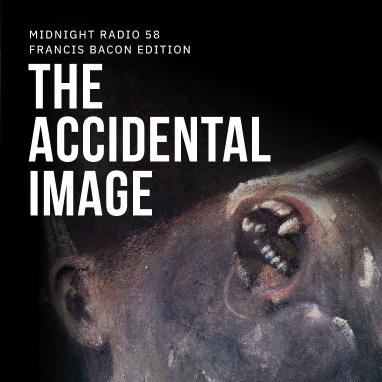 MIDNIGHT RADIO 58
FRANCIS BACON EDITION
THE
ACCIDENTAL
IMAGE